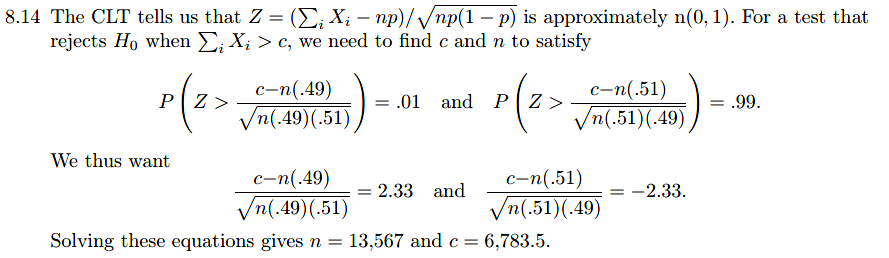 8.14 The CLT tells us that Z = (∑ᵢ Xᵢ − np)/√(np(1 − p)) is approximately n(0, 1). For a test that
rejects H₀ when ∑ᵢ Xᵢ > c, we need to find c and n to satisfy
P(Z > (c−n(.49))/√(n(.49)(.51))) = .01 and P(Z > (c−n(.51))/√(n(.51)(.49))) = .99.
We thus want
(c−n(.49))/√(n(.49)(.51)) = 2.33 and (c−n(.51))/√(n(.51)(.49)) = −2.33.
Solving these equations gives n = 13,567 and c = 6,783.5.